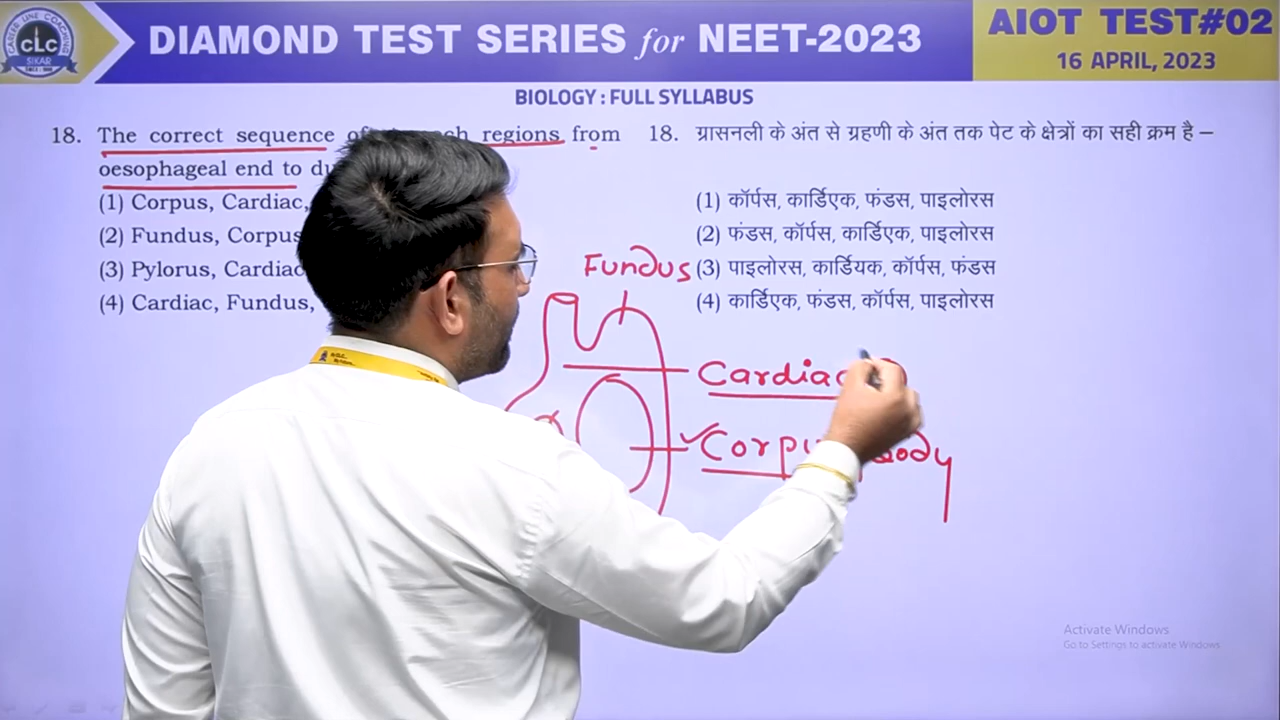 CAREER LINE COACHING
CLC
SIKAR
DIAMOND TEST SERIES for NEET-2023
AIOT TEST#02
16 APRIL, 2023
BIOLOGY : FULL SYLLABUS
18. The correct sequence regions from
oesophageal end to
(1) Corpus, Cardiac,
(2) Fundus, Corpus
(3) Pylorus, Cardiac
(4) Cardiac, Fundus,
18. ग्रासनली के अंत से ग्रहणी के अंत तक पेट के क्षेत्रों का सही क्रम है –
(1) कॉर्पस, कार्डिएक, फंडस, पाइलोरस
(2) फंडस, कॉर्पस, कार्डिएक, पाइलोरस
(3) पाइलोरस, कार्डियक, कॉर्पस, फंडस
(4) कार्डिएक, फंडस, कॉर्पस, पाइलोरस
Fundus
Cardiac
Body
Activate Windows
Go to Settings to activate Windows